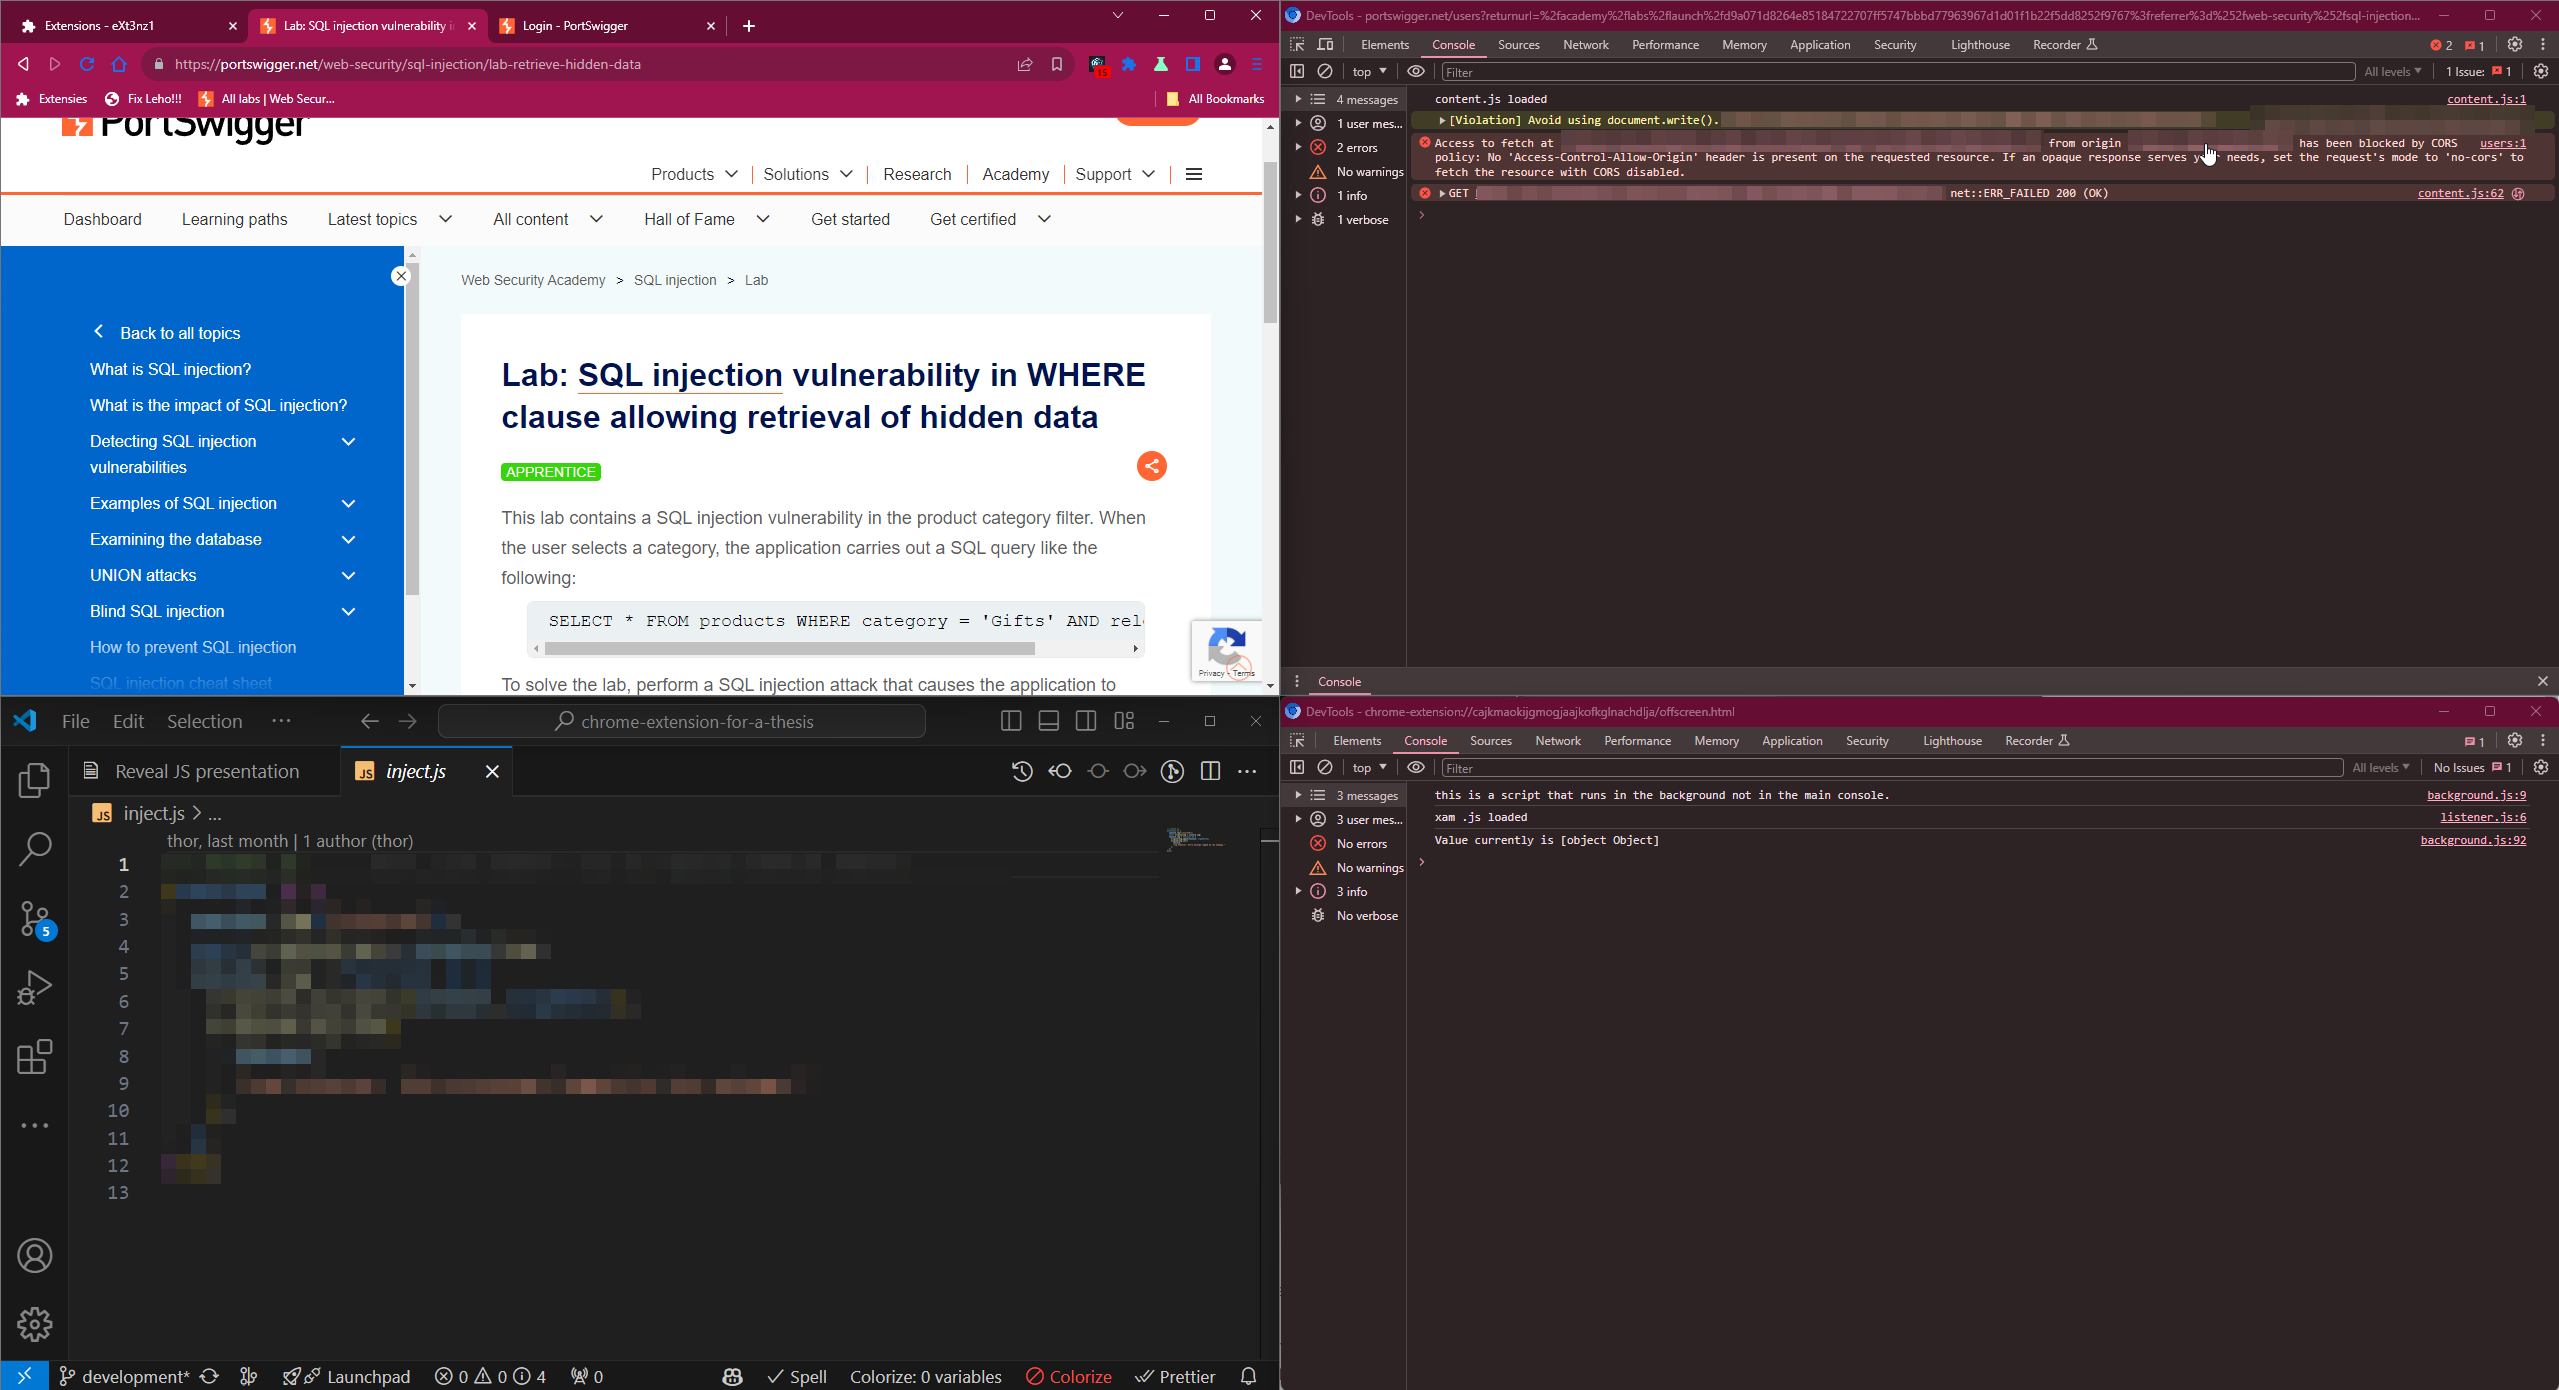 Extensions - eXt3nz1
Lab: SQL injection vulnerability i
Login - PortSwigger
https://portswigger.net/web-security/sql-injection/lab-retrieve-hidden-data
15
Extensies
Fix Leho!!!
All labs | Web Secur...
All Bookmarks
PortSwigger
Products
Solutions
Research
Academy
Support
Dashboard
Learning paths
Latest topics
All content
Hall of Fame
Get started
Get certified
Web Security Academy > SQL injection > Lab
Back to all topics
What is SQL injection?
What is the impact of SQL injection?
Detecting SQL injection
vulnerabilities
Examples of SQL injection
Examining the database
UNION attacks
Blind SQL injection
How to prevent SQL injection
SQL injection cheat sheet
Lab: SQL injection vulnerability in WHERE
clause allowing retrieval of hidden data
APPRENTICE
This lab contains a SQL injection vulnerability in the product category filter. When
the user selects a category, the application carries out a SQL query like the
following:
SELECT * FROM products WHERE category = 'Gifts' AND rel
To solve the lab, perform a SQL injection attack that causes the application to
Privacy - Terms
DevTools - portswigger.net/users?returnurl=%2facademy%2flabs%2flaunch%2fd9a071d8264e85184722707ff5747bbbd77963967d1d01f1b22f5dd8252f9767%3freferrer%3d%252fweb-security%252fsql-injection...
Elements
Console
Sources
Network
Performance
Memory
Application
Security
Lighthouse
Recorder
2
1
top
Filter
All levels
1 Issue: 1
4 messages
1 user mes...
2 errors
No warnings
1 info
1 verbose
content.js loaded
content.js:1
[Violation] Avoid using document.write().
Access to fetch at
from origin
has been blocked by CORS
users:1
policy: No 'Access-Control-Allow-Origin' header is present on the requested resource. If an opaque response serves your needs, set the request's mode to 'no-cors' to
fetch the resource with CORS disabled.
GET
net::ERR_FAILED 200 (OK)
content.js:62
Console
File
Edit
Selection
chrome-extension-for-a-thesis
Reveal JS presentation
JS inject.js
JS inject.js > ...
thor, last month | 1 author (thor)
1
2
3
4
5
6
7
8
9
10
11
12
13
5
development*
Launchpad
0 0 4
0
Spell
Colorize: 0 variables
Colorize
Prettier
DevTools - chrome-extension://cajkmaokijgmogjaajkofkglnachdlja/offscreen.html
Elements
Console
Sources
Network
Performance
Memory
Application
Security
Lighthouse
Recorder
1
top
Filter
All levels
No Issues 1
3 messages
3 user mes...
No errors
No warnings
3 info
No verbose
this is a script that runs in the background not in the main console.
background.js:9
xam .js loaded
listener.js:6
Value currently is [object Object]
background.js:92